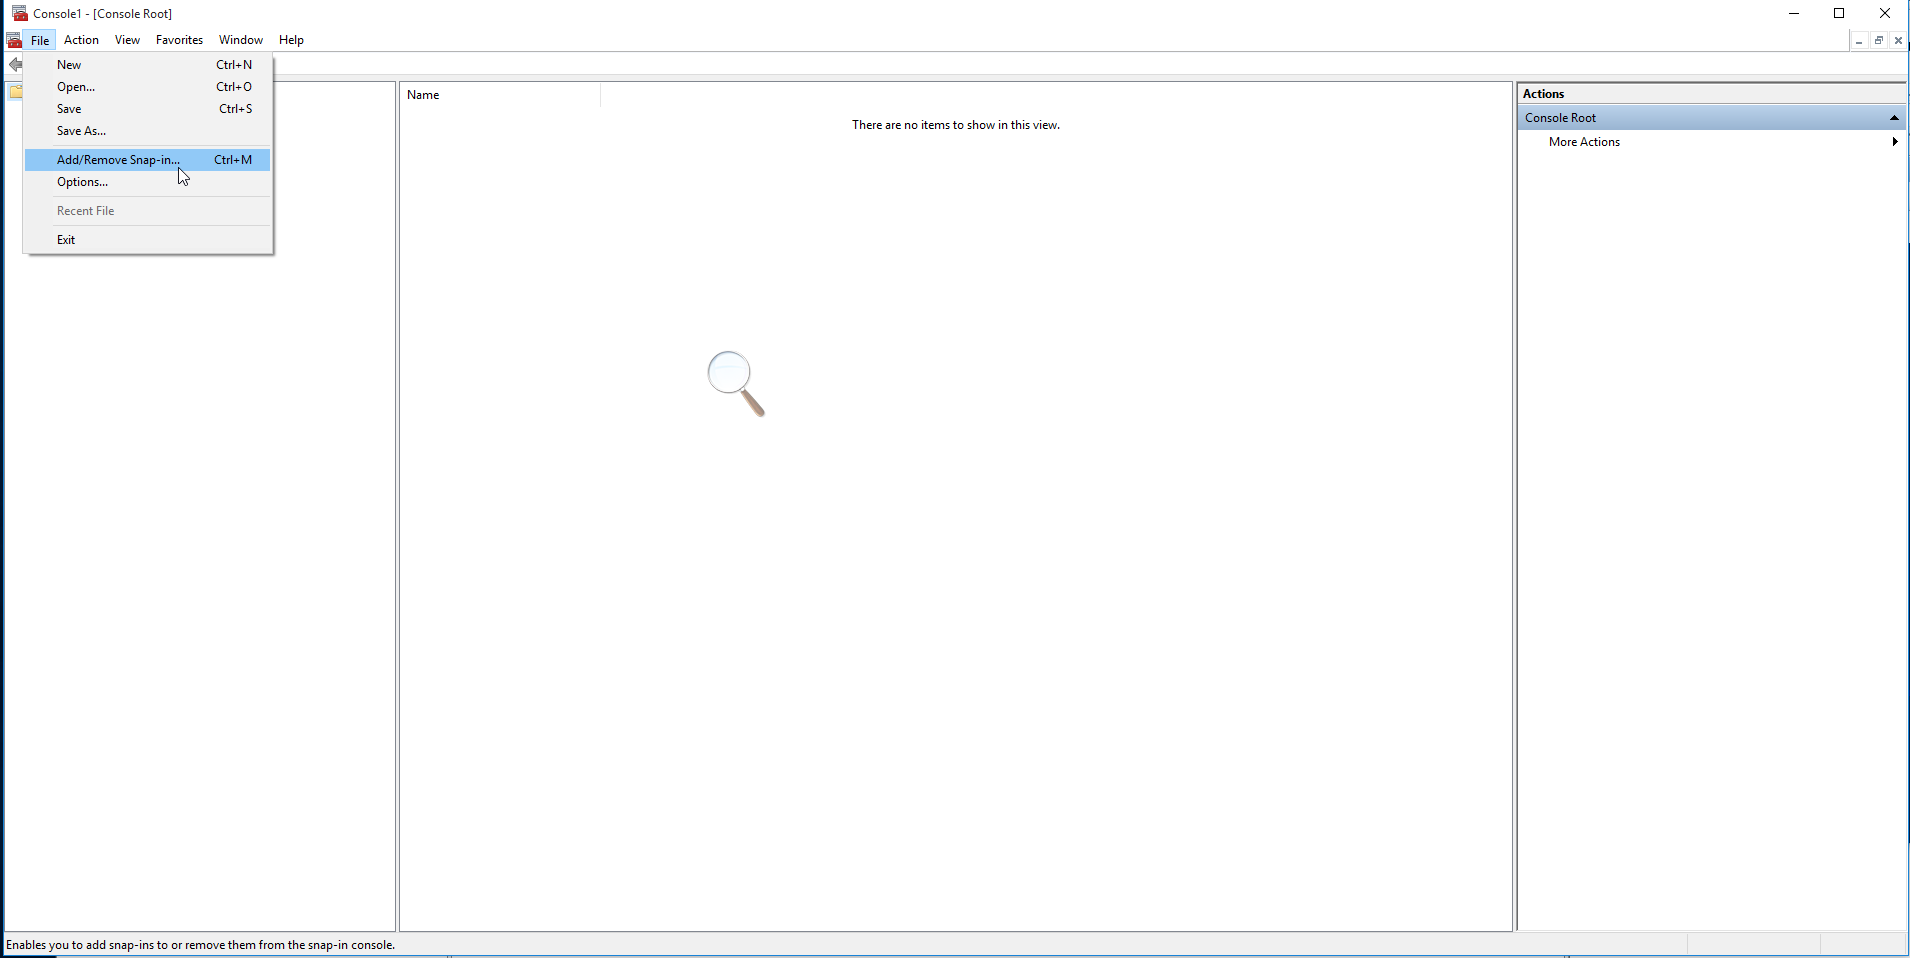 Console1 - [Console Root]
File Action View Favorites Window Help
New Ctrl+N
Open... Ctrl+O
Save Ctrl+S
Save As...
Add/Remove Snap-in... Ctrl+M
Options...
Recent File
Exit
Name
There are no items to show in this view.
Actions
Console Root
More Actions
Enables you to add snap-ins to or remove them from the snap-in console.